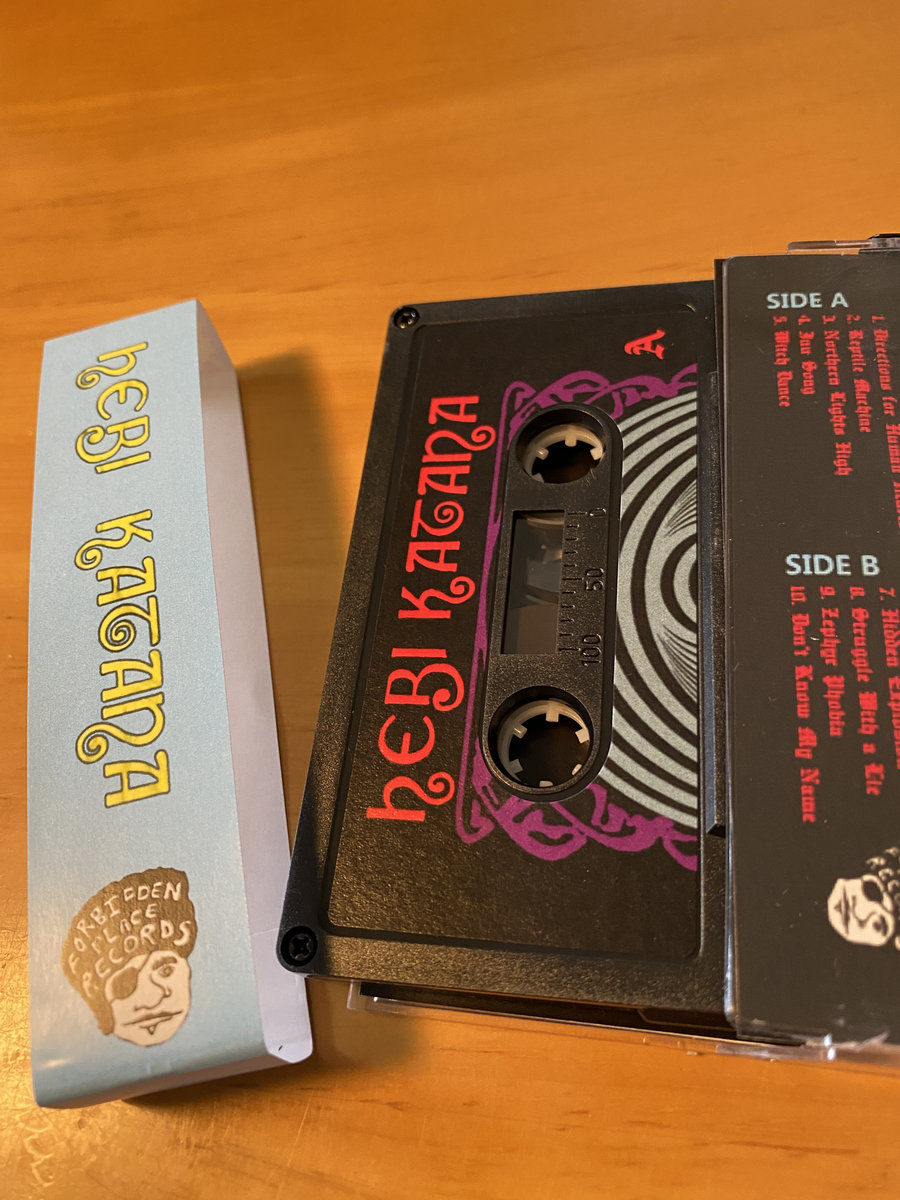 HEBI KATANA
FORBIDDEN
PLACE
RECORDS
HEBI KATANA
A
0
50
100
SIDE A
1. Directions for Human
2. Reptile Machine
3. Northern Lights High
4. Jun Song
5. Witch Dance
SIDE B
7. Hidden
8. Struggle With a Lie
9. Zephyr Phobia
10. Don't Know My Name